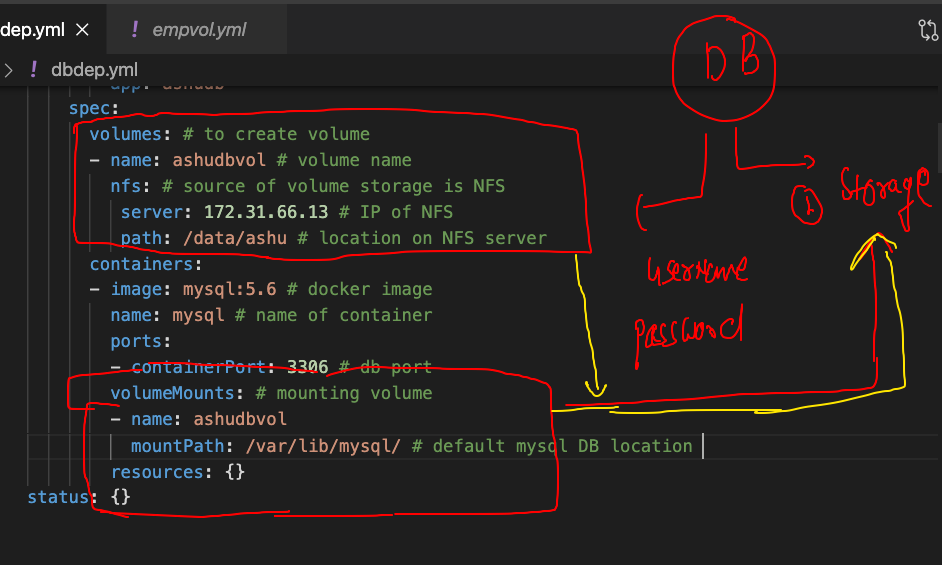 dep.yml
! empvol.yml
> ! dbdep.yml
app: ashudb
spec:
volumes: # to create volume
- name: ashudbvol # volume name
nfs: # source of volume storage is NFS
server: 172.31.66.13 # IP of NFS
path: /data/ashu # location on NFS server
containers:
- image: mysql:5.6 # docker image
name: mysql # name of container
ports:
- containerPort: 3306 # db port
volumeMounts: # mounting volume
- name: ashudbvol
mountPath: /var/lib/mysql/ # default mysql DB location
resources: {}
status: {}
DB
① Storage
username
password